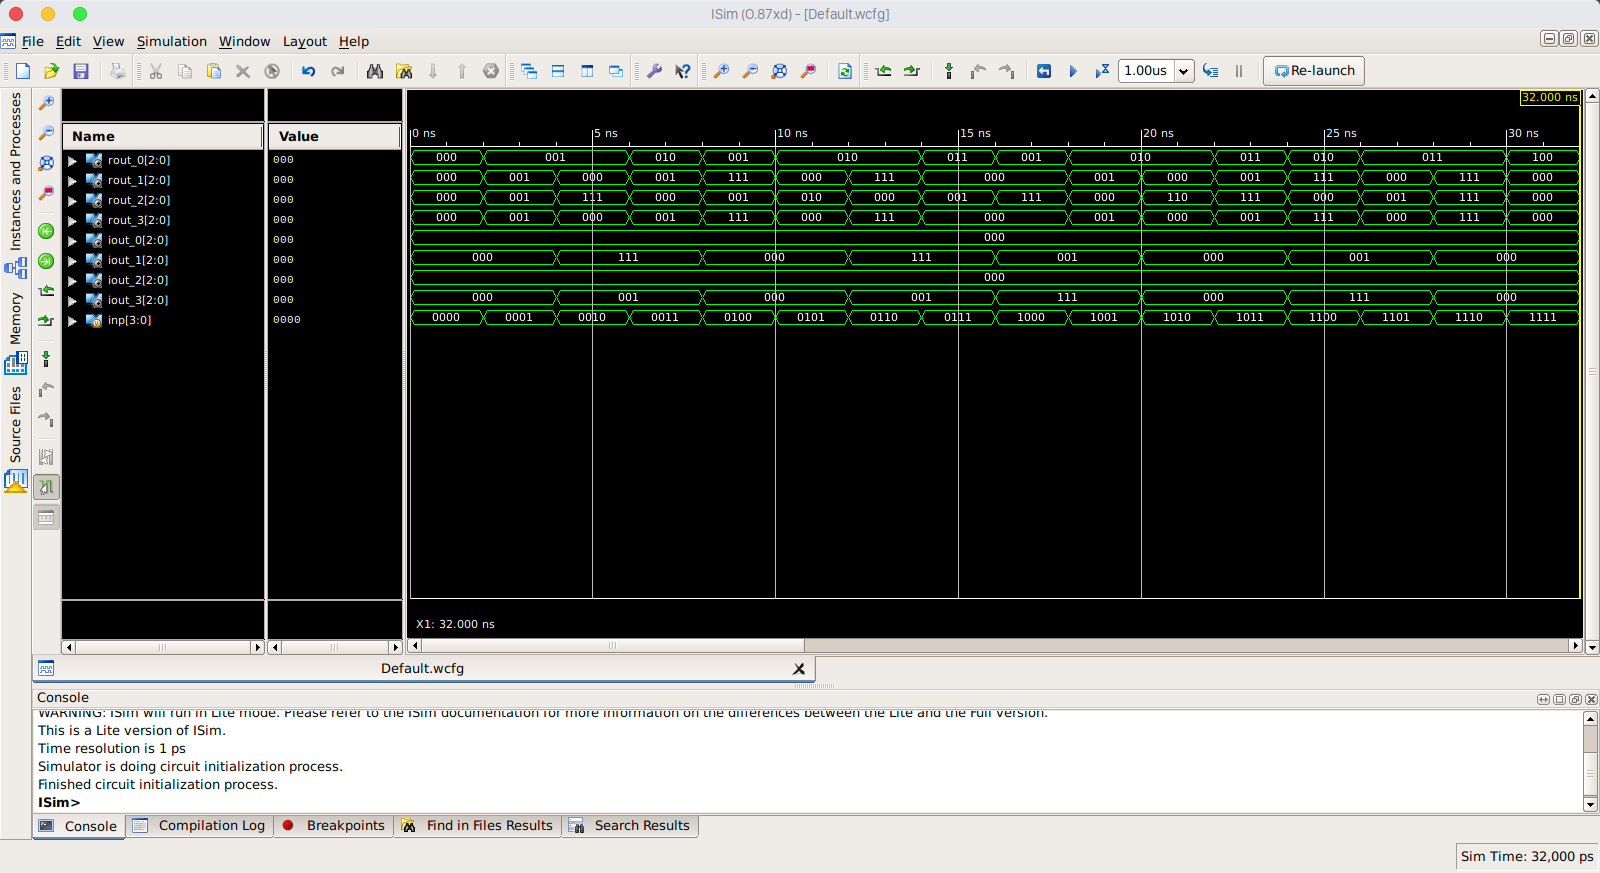 ISim (0.87xd) - [Default.wcfg]
File Edit View Simulation Window Layout Help
1.00us Re-launch
Instances and Processes
Memory
Source Files
32.000 ns
Name Value
0 ns 5 ns 10 ns 15 ns 20 ns 25 ns 30 ns
rout_0[2:0] 000 000 001 010 001 010 011 001 010 011 010 011 100
rout_1[2:0] 000 000 001 000 001 111 000 111 000 001 000 001 111 000 111 000
rout_2[2:0] 000 000 001 111 000 001 010 000 001 111 000 110 111 000 001 111 000
rout_3[2:0] 000 000 001 000 001 111 000 111 000 001 000 001 111 000 111 000
iout_0[2:0] 000 000
iout_1[2:0] 000 000 111 000 111 001 000 001 000
iout_2[2:0] 000 000
iout_3[2:0] 000 000 001 000 001 111 000 111 000
inp[3:0] 0000 0000 0001 0010 0011 0100 0101 0110 0111 1000 1001 1010 1011 1100 1101 1110 1111
X1: 32.000 ns
Default.wcfg
Console
WARNING: ISim will run in Lite mode. Please refer to the ISim documentation for more information on the differences between the Lite and the Full version.
This is a Lite version of ISim.
Time resolution is 1 ps
Simulator is doing circuit initialization process.
Finished circuit initialization process.
ISim>
Console Compilation Log Breakpoints Find in Files Results Search Results
Sim Time: 32,000 ps